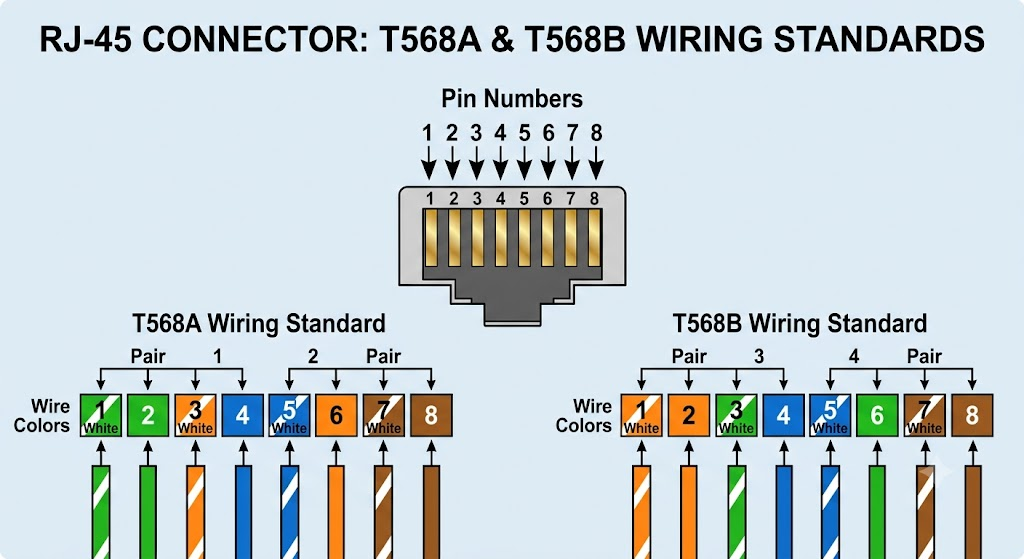 RJ-45 CONNECTOR: T568A & T568B WIRING STANDARDS
Pin Numbers
1 2 3 4 5 6 7 8
1 2 3 4 5 6 7 8
T568A Wiring Standard
Pair 1 2 Pair
Wire Colors
1 White 2 3 White 4 5 White 6 7 White 8
T568B Wiring Standard
Pair 3 4 Pair
Wire Colors
1 White 2 3 White 4 5 White 6 7 White 8